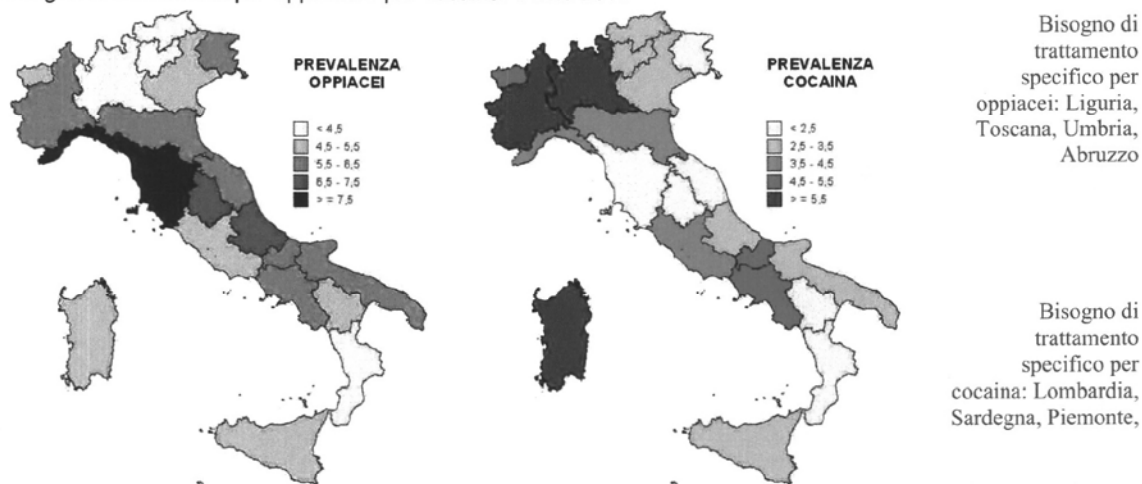 PREVALENZA
OPPIACEI
< 4,5
4,5 - 5,5
5,5 - 6,5
6,5 - 7,5
> = 7,5
PREVALENZA
COCAINA
< 2,5
2,5 - 3,5
3,5 - 4,5
4,5 - 5,5
> = 5,5
Bisogno di
trattamento
specifico per
oppiacei: Liguria,
Toscana, Umbria,
Abruzzo
Bisogno di
trattamento
specifico per
cocaina: Lombardia,
Sardegna, Piemonte,